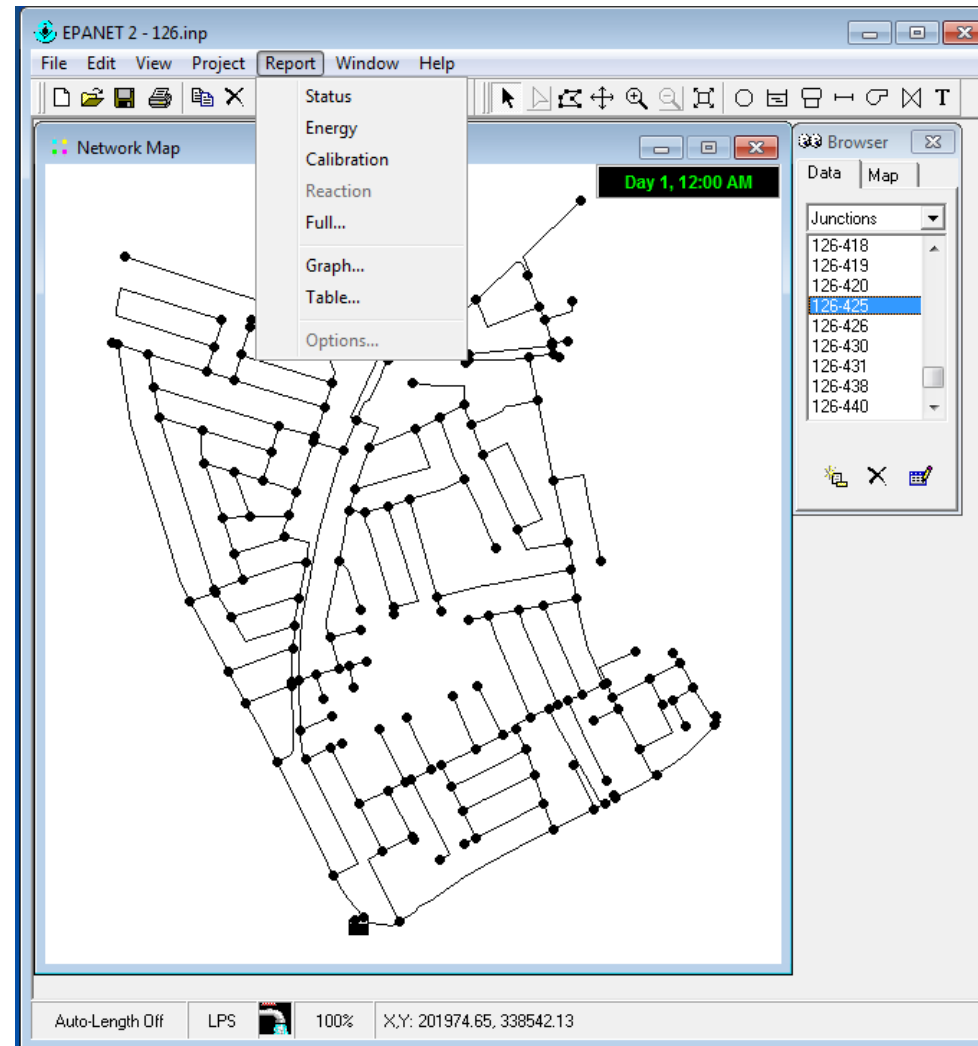 EPANET 2 - 126.inp
File Edit View Project Report Window Help
T
Status
Energy
Calibration
Reaction
Full...
Graph...
Table...
Options...
Network Map
Day 1, 12:00 AM
Browser
Data Map
Junctions
126-418
126-419
126-420
126-425
126-426
126-430
126-431
126-438
126-440
Auto-Length Off LPS 100% X,Y: 201974.65, 338542.13